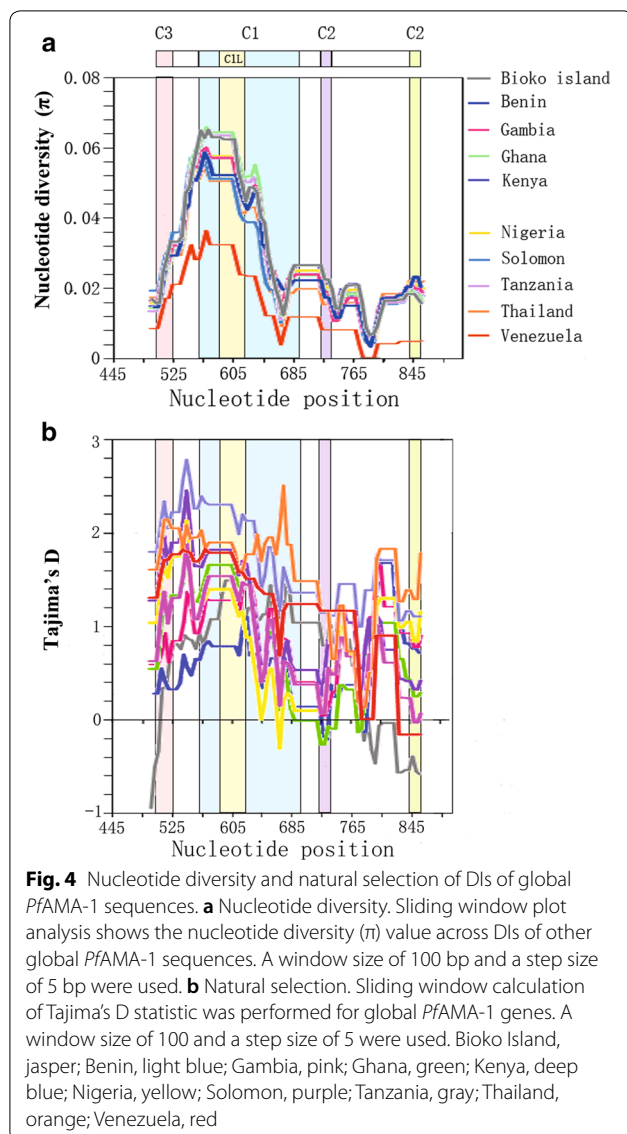 a
C3 C1 C2 C2
C1L
0.08
0.06
0.04
0.02
0
Nucleotide diversity (π)
445 525 605 685 765 845
Nucleotide position
Bioko island
Benin
Gambia
Ghana
Kenya
Nigeria
Solomon
Tanzania
Thailand
Venezuela
b
3
2
1
0
-1
Tajima's D
445 525 605 685 765 845
Nucleotide position
Fig. 4 Nucleotide diversity and natural selection of DIs of global
PfAMA-1 sequences. a Nucleotide diversity. Sliding window plot
analysis shows the nucleotide diversity (π) value across DIs of other
global PfAMA-1 sequences. A window size of 100 bp and a step size
of 5 bp were used. b Natural selection. Sliding window calculation
of Tajima's D statistic was performed for global PfAMA-1 genes. A
window size of 100 and a step size of 5 were used. Bioko Island,
jasper; Benin, light blue; Gambia, pink; Ghana, green; Kenya, deep
blue; Nigeria, yellow; Solomon, purple; Tanzania, gray; Thailand,
orange; Venezuela, red